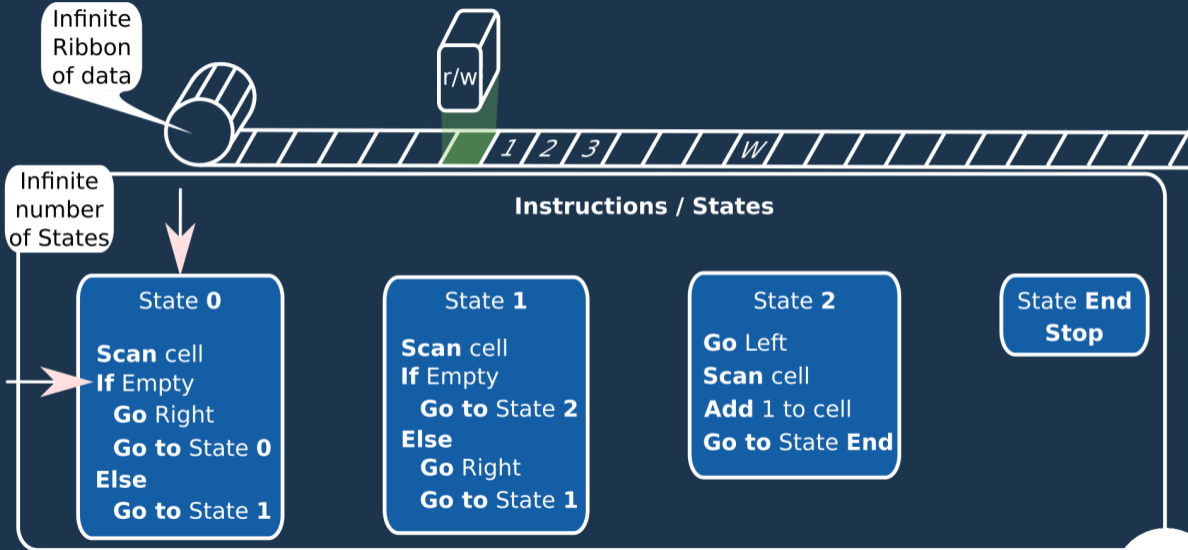 Infinite
Ribbon
of data
r/w
1 2 3 W
Infinite
number
of States
Instructions / States
State 0
Scan cell
If Empty
Go Right
Go to State 0
Else
Go to State 1
State 1
Scan cell
If Empty
Go to State 2
Else
Go Right
Go to State 1
State 2
Go Left
Scan cell
Add 1 to cell
Go to State End
State End
Stop